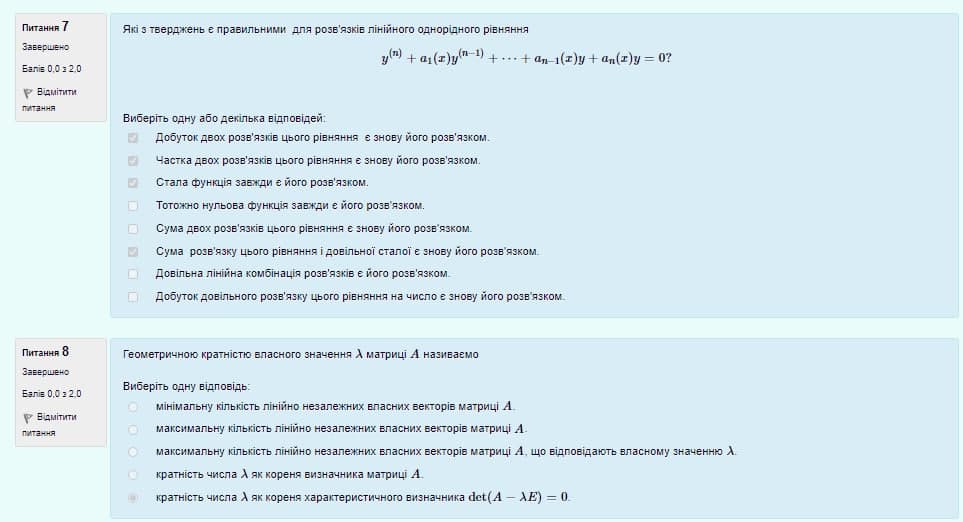 Питання 7
Завершено
Балів 0,0 з 2,0
Відмітити
питання
Які з тверджень є правильними для розв'язків лінійного однорідного рівняння
y^{(n)} + a_1(x)y^{(n−1)} + ⋯ + a_{n−1}(x)y + a_n(x)y = 0?
Виберіть одну або декілька відповідей:
Добуток двох розв'язків цього рівняння є знову його розв'язком.
Частка двох розв'язків цього рівняння є знову його розв'язком.
Стала функція завжди є його розв'язком.
Тотожно нульова функція завжди є його розв'язком.
Сума двох розв'язків цього рівняння є знову його розв'язком.
Сума розв'язку цього рівняння і довільної сталої є знову його розв'язком.
Довільна лінійна комбінація розв'язків є його розв'язком.
Добуток довільного розв'язку цього рівняння на число є знову його розв'язком.
Питання 8
Завершено
Балів 0,0 з 2,0
Відмітити
питання
Геометричною кратністю власного значення λ матриці A називаємо
Виберіть одну відповідь:
мінімальну кількість лінійно незалежних власних векторів матриці A.
максимальну кількість лінійно незалежних власних векторів матриці A.
максимальну кількість лінійно незалежних власних векторів матриці A, що відповідають власному значенню λ.
кратність числа λ як кореня визначника матриці A.
кратність числа λ як кореня характеристичного визначника det(A − λE) = 0.